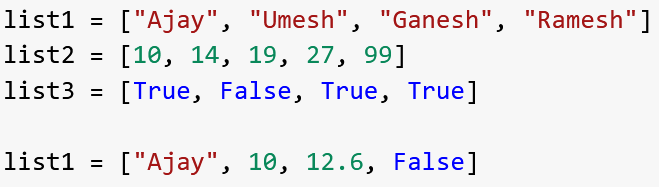 list1 = ["Ajay", "Umesh", "Ganesh", "Ramesh"]
list2 = [10, 14, 19, 27, 99]
list3 = [True, False, True, True]
list1 = ["Ajay", 10, 12.6, False]